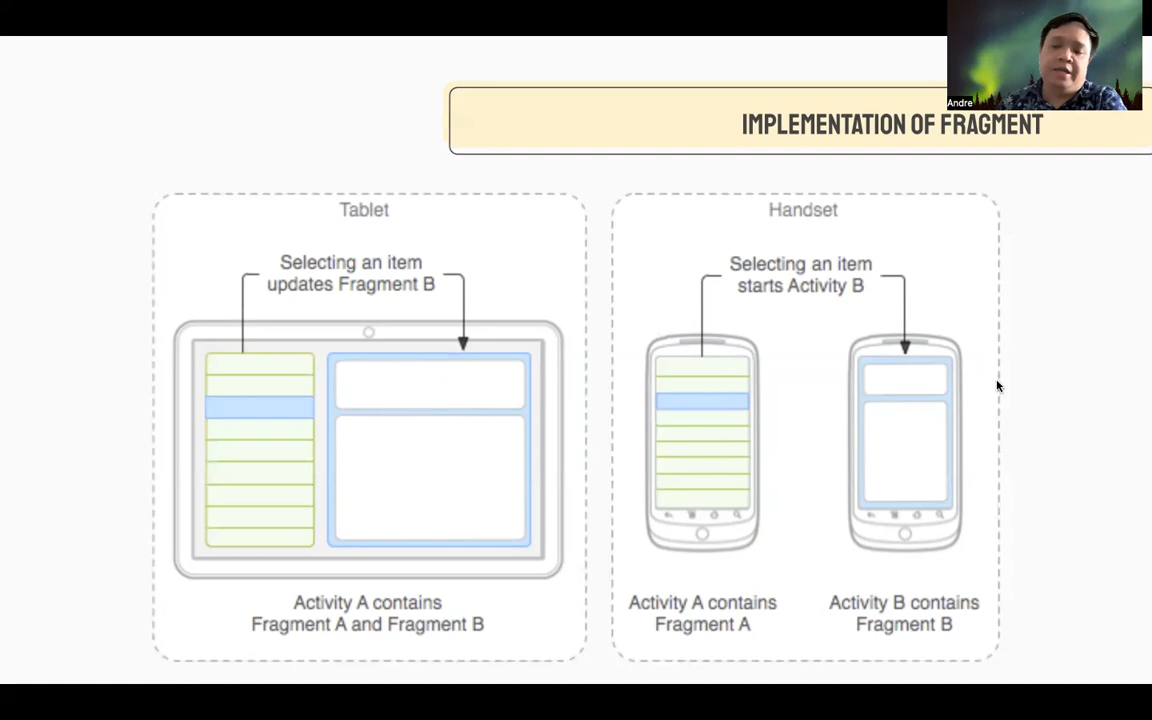 Andre
IMPLEMENTATION OF FRAGMENT
Tablet
Selecting an item
updates Fragment B
Activity A contains
Fragment A and Fragment B
Handset
Selecting an item
starts Activity B
Activity A contains
Fragment A
Activity B contains
Fragment B